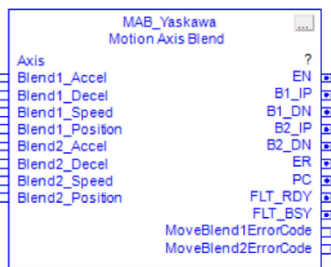 MAB_Yaskawa
...
Motion Axis Blend
Axis ?
Blend1_Accel EN
Blend1_Decel B1_IP
Blend1_Speed B1_DN
Blend1_Position B2_IP
Blend2_Accel B2_DN
Blend2_Decel ER
Blend2_Speed PC
Blend2_Position FLT_RDY
FLT_BSY
MoveBlend1ErrorCode
MoveBlend2ErrorCode